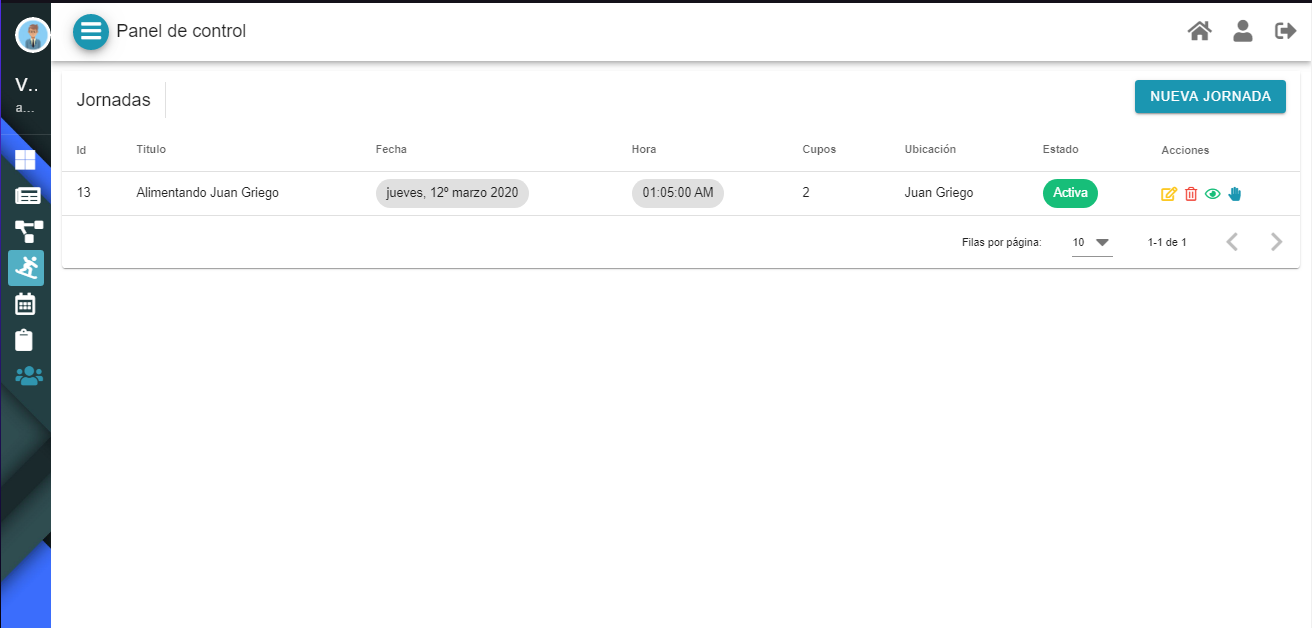 Panel de control
V..
a...
Jornadas
NUEVA JORNADA
Id Titulo Fecha Hora Cupos Ubicación Estado Acciones
13 Alimentando Juan Griego jueves, 12º marzo 2020 01:05:00 AM 2 Juan Griego Activa
Filas por página: 10 1-1 de 1